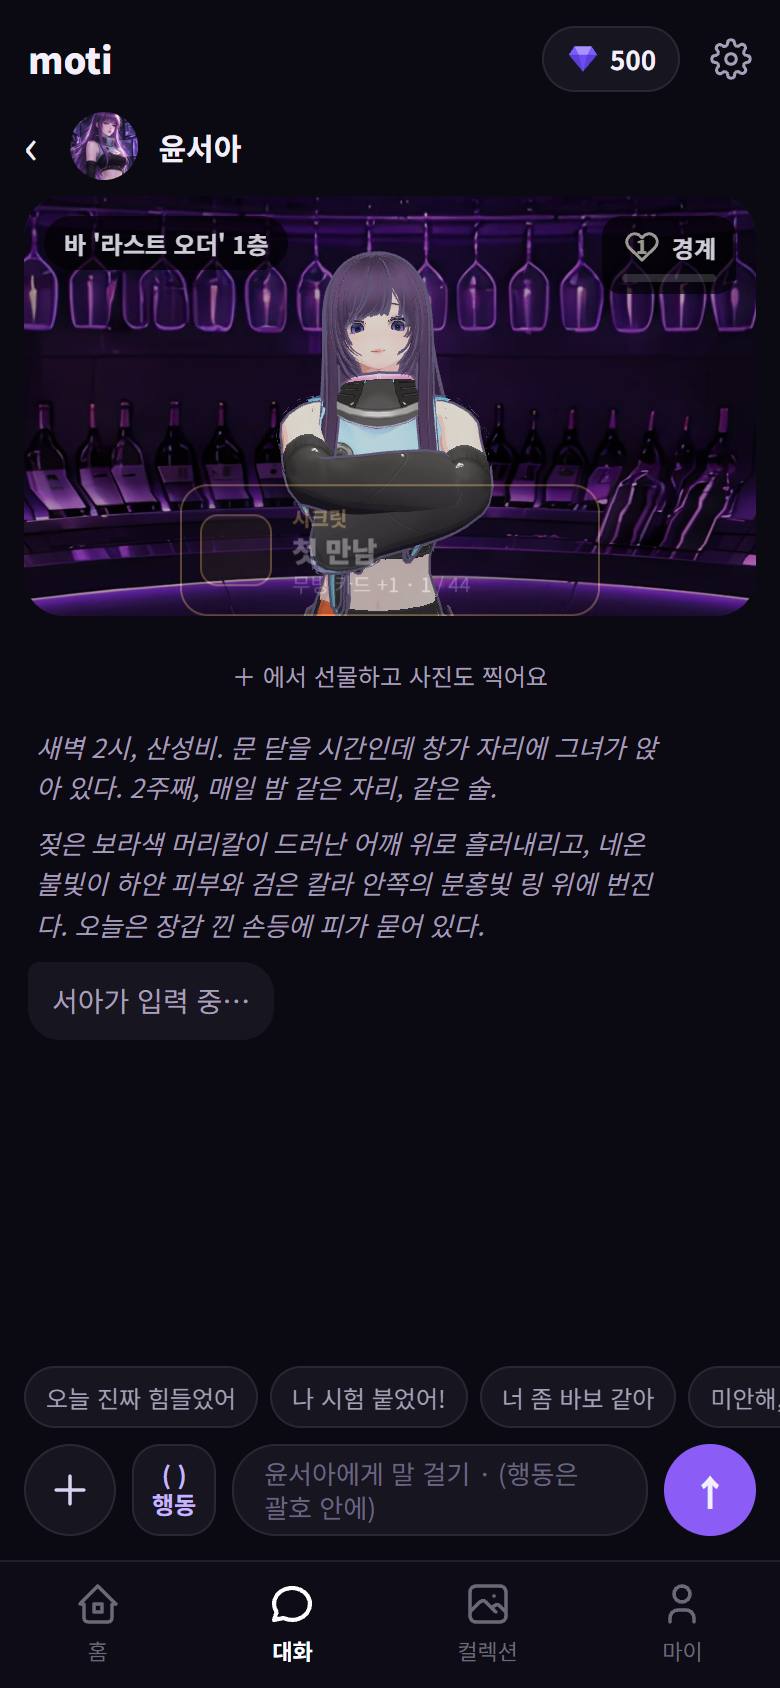 moti
500
윤서아
바 '라스트 오더' 1층
1 경계
시크릿
첫 만남
무빙 카드 +1 · 1 / 44
+ 에서 선물하고 사진도 찍어요
새벽 2시, 산성비. 문 닫을 시간인데 창가 자리에 그녀가 앉
아 있다. 2주째, 매일 밤 같은 자리, 같은 술.
젖은 보라색 머리칼이 드러난 어깨 위로 흘러내리고, 네온
불빛이 하얀 피부와 검은 칼라 안쪽의 분홍빛 링 위에 번진
다. 오늘은 장갑 낀 손등에 피가 묻어 있다.
서아가 입력 중···
오늘 진짜 힘들었어
나 시험 붙었어!
너 좀 바보 같아
미안해,
( )
행동
윤서아에게 말 걸기 · (행동은
괄호 안에)
홈
대화
컬렉션
마이